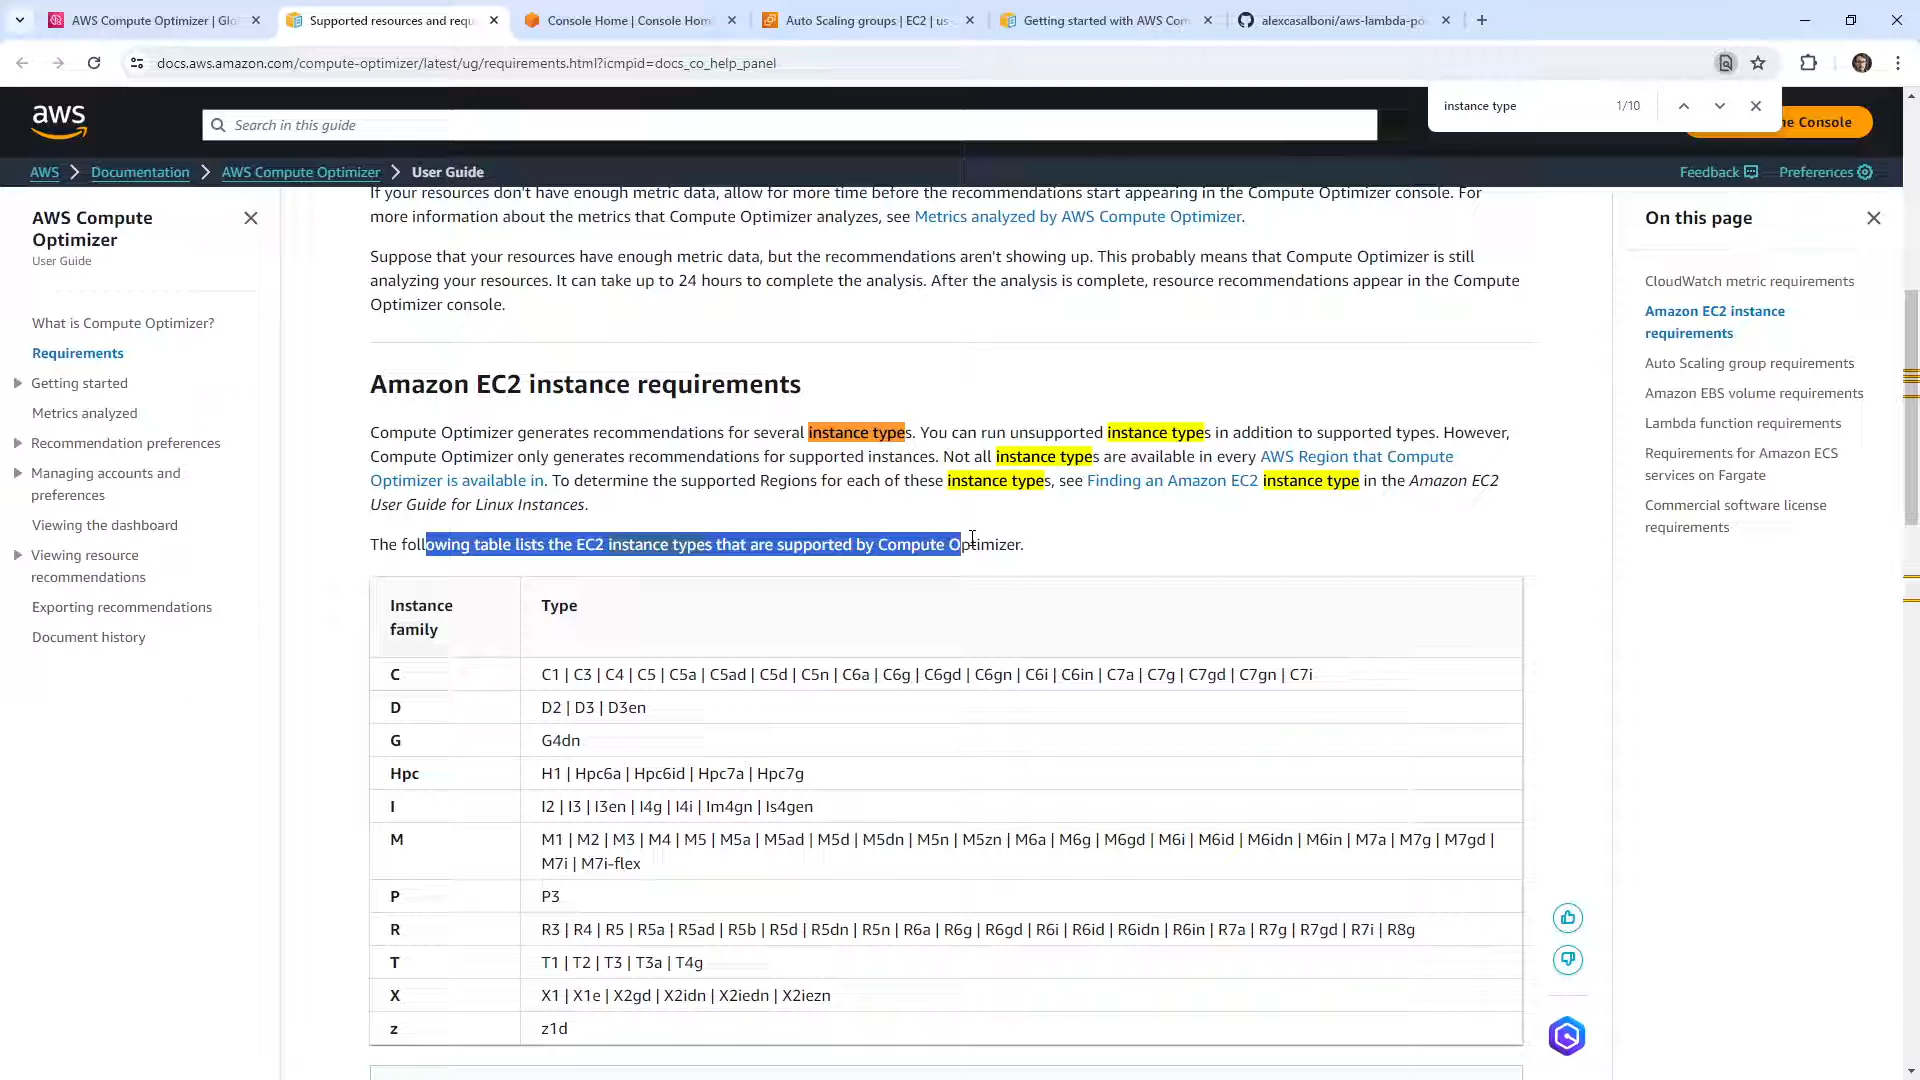 AWS Compute Optimizer | Glo
Supported resources and requ
Console Home | Console Hom
Auto Scaling groups | EC2 | us-
Getting started with AWS Com
alexcasalboni/aws-lambda-po
docs.aws.amazon.com/compute-optimizer/latest/ug/requirements.html?icmpid=docs_co_help_panel
instance type 1/10
aws
Search in this guide
e Console
AWS > Documentation > AWS Compute Optimizer > User Guide
Feedback
Preferences
AWS Compute
Optimizer
User Guide
What is Compute Optimizer?
Requirements
Getting started
Metrics analyzed
Recommendation preferences
Managing accounts and
preferences
Viewing the dashboard
Viewing resource
recommendations
Exporting recommendations
Document history
If your resources don't have enough metric data, allow for more time before the recommendations start appearing in the Compute Optimizer console. For
more information about the metrics that Compute Optimizer analyzes, see Metrics analyzed by AWS Compute Optimizer.
Suppose that your resources have enough metric data, but the recommendations aren't showing up. This probably means that Compute Optimizer is still
analyzing your resources. It can take up to 24 hours to complete the analysis. After the analysis is complete, resource recommendations appear in the Compute
Optimizer console.
Amazon EC2 instance requirements
Compute Optimizer generates recommendations for several instance types. You can run unsupported instance types in addition to supported types. However,
Compute Optimizer only generates recommendations for supported instances. Not all instance types are available in every AWS Region that Compute
Optimizer is available in. To determine the supported Regions for each of these instance types, see Finding an Amazon EC2 instance type in the Amazon EC2
User Guide for Linux Instances.
The following table lists the EC2 instance types that are supported by Compute Optimizer.
Instance
family
Type
C C1 | C3 | C4 | C5 | C5a | C5ad | C5d | C5n | C6a | C6g | C6gd | C6gn | C6i | C6in | C7a | C7g | C7gd | C7gn | C7i
D D2 | D3 | D3en
G G4dn
Hpc H1 | Hpc6a | Hpc6id | Hpc7a | Hpc7g
I I2 | I3 | I3en | I4g | I4i | Im4gn | Is4gen
M M1 | M2 | M3 | M4 | M5 | M5a | M5ad | M5d | M5dn | M5n | M5zn | M6a | M6g | M6gd | M6i | M6id | M6idn | M6in | M7a | M7g | M7gd |
M7i | M7i-flex
P P3
R R3 | R4 | R5 | R5a | R5ad | R5b | R5d | R5dn | R5n | R6a | R6g | R6gd | R6i | R6id | R6idn | R6in | R7a | R7g | R7gd | R7i | R8g
T T1 | T2 | T3 | T3a | T4g
X X1 | X1e | X2gd | X2idn | X2iedn | X2iezn
z z1d
On this page
CloudWatch metric requirements
Amazon EC2 instance
requirements
Auto Scaling group requirements
Amazon EBS volume requirements
Lambda function requirements
Requirements for Amazon ECS
services on Fargate
Commercial software license
requirements